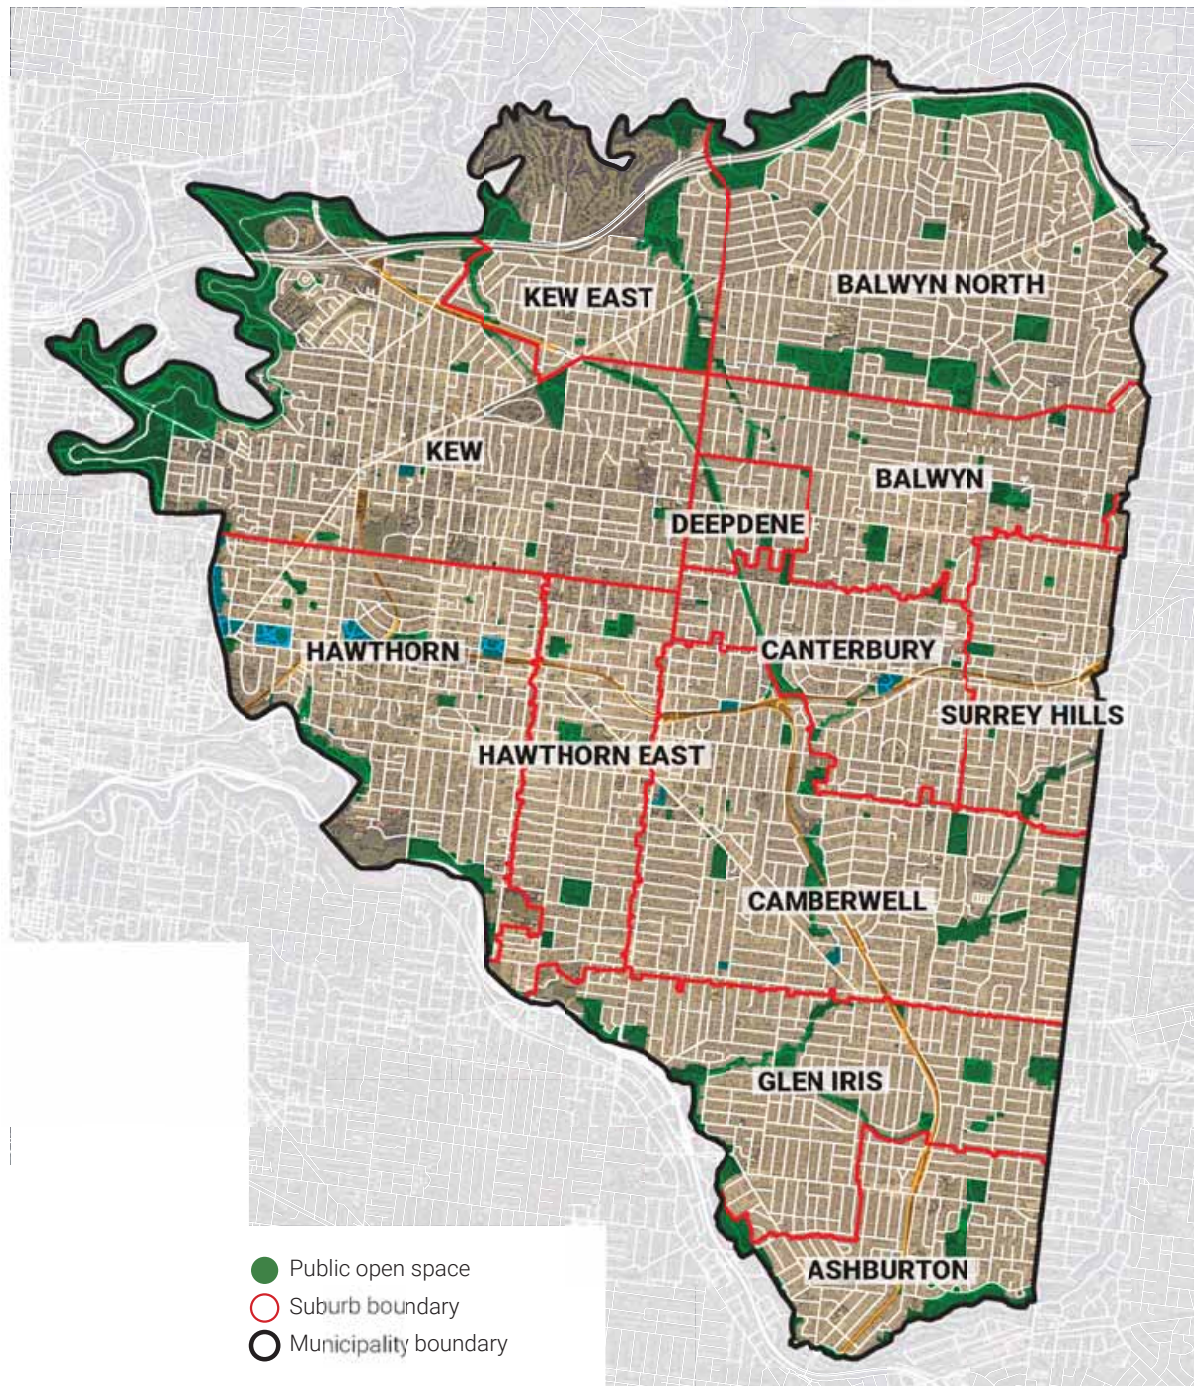 BALWYN NORTH
KEW EAST
KEW
BALWYN
DEEPDENE
HAWTHORN
CANTERBURY
SURREY HILLS
HAWTHORN EAST
CAMBERWELL
GLEN IRIS
ASHBURTON
Public open space
Suburb boundary
Municipality boundary